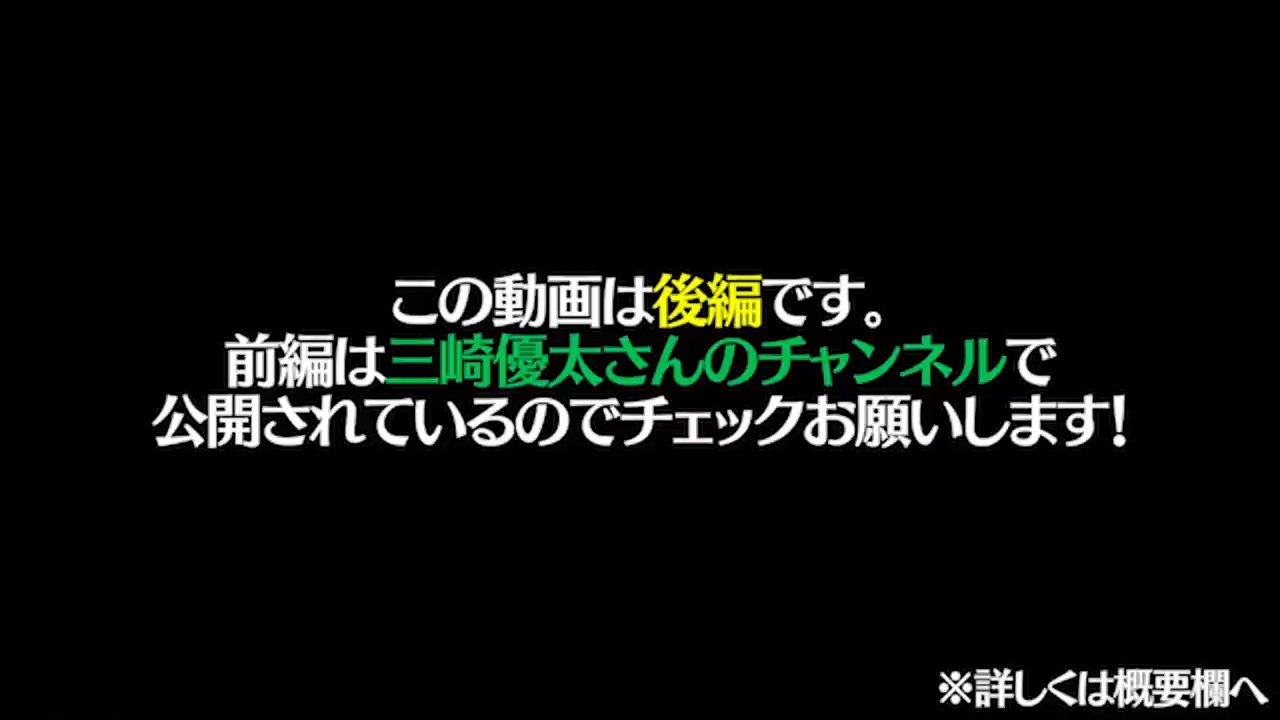 この動画は後編です。
前編は三崎優太さんのチャンネルで
公開されているのでチェックお願いします!
※詳しくは概要欄へ